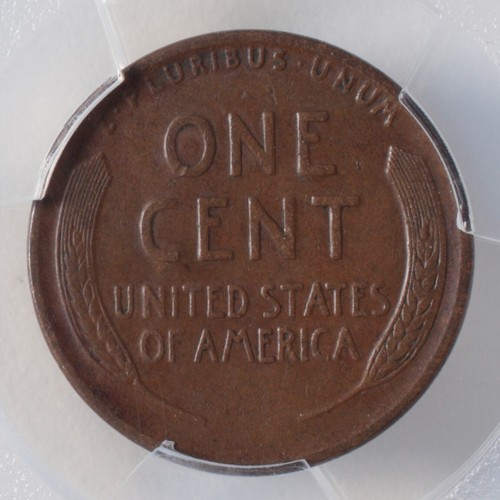 E PLURIBUS · UNUM
ONE
CENT
UNITED STATES
OF AMERICA